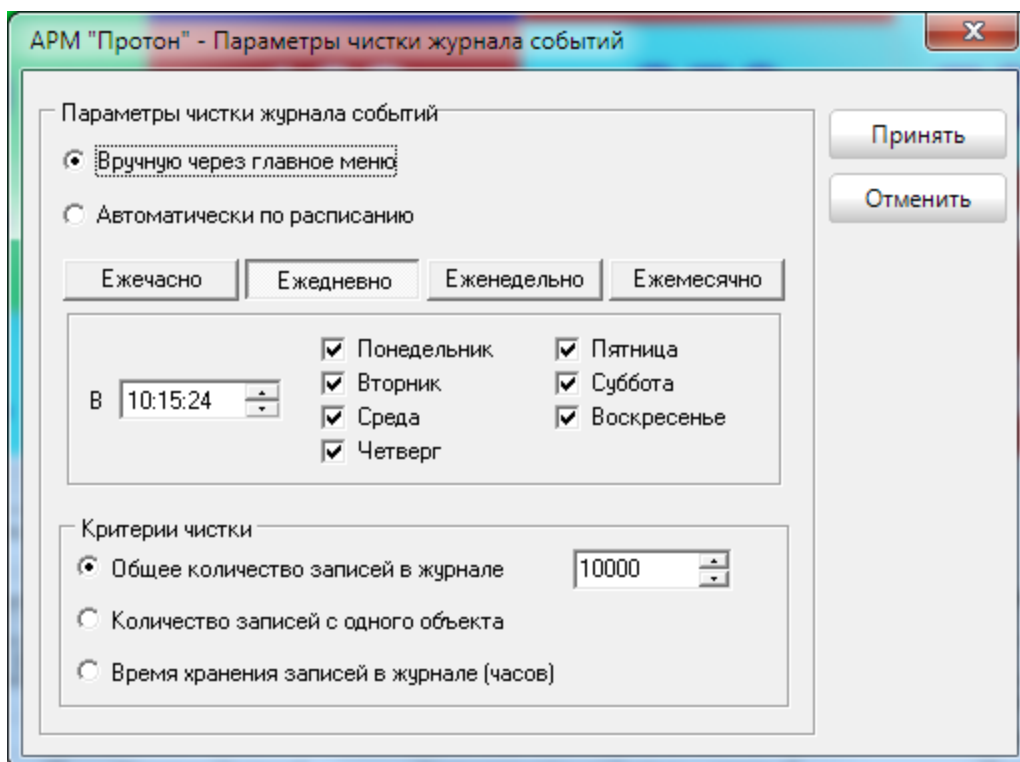 АРМ "Протон" - Параметры чистки журнала событий
Параметры чистки журнала событий
Принять
Вручную через главное меню
Отменить
Автоматически по расписанию
Ежечасно Ежедневно Еженедельно Ежемесячно
Понедельник Пятница
Вторник Суббота
В 10:15:24
Среда Воскресенье
Четверг
Критерии чистки
Общее количество записей в журнале 10000
Количество записей с одного объекта
Время хранения записей в журнале (часов)